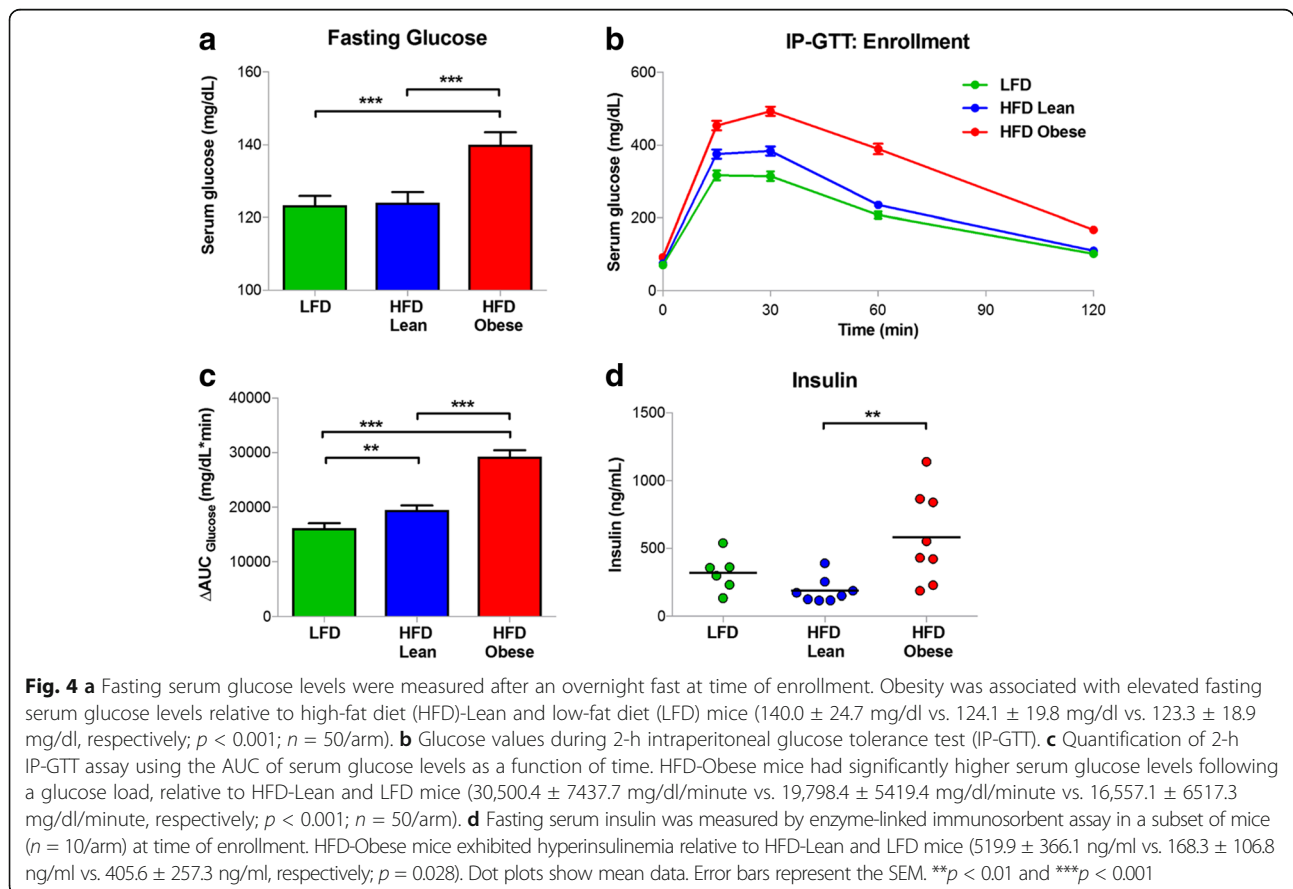 a
Fasting Glucose
Serum glucose (mg/dL)
160
140
120
100
***
***
LFD
HFD
Lean
HFD
Obese
b
IP-GTT: Enrollment
Serum glucose (mg/dL)
600
400
200
0
LFD
HFD Lean
HFD Obese
0
30
60
90
120
Time (min)
c
ΔAUC Glucose (mg/dL*min)
40000
30000
20000
10000
0
***
***
**
LFD
HFD
Lean
HFD
Obese
d
Insulin
Insulin (ng/mL)
1500
1000
500
0
**
LFD
HFD
Lean
HFD
Obese
Fig. 4 a Fasting serum glucose levels were measured after an overnight fast at time of enrollment. Obesity was associated with elevated fasting
serum glucose levels relative to high-fat diet (HFD)-Lean and low-fat diet (LFD) mice (140.0 ± 24.7 mg/dl vs. 124.1 ± 19.8 mg/dl vs. 123.3 ± 18.9
mg/dl, respectively; p < 0.001; n = 50/arm). b Glucose values during 2-h intraperitoneal glucose tolerance test (IP-GTT). c Quantification of 2-h
IP-GTT assay using the AUC of serum glucose levels as a function of time. HFD-Obese mice had significantly higher serum glucose levels following
a glucose load, relative to HFD-Lean and LFD mice (30,500.4 ± 7437.7 mg/dl/minute vs. 19,798.4 ± 5419.4 mg/dl/minute vs. 16,557.1 ± 6517.3
mg/dl/minute, respectively; p < 0.001; n = 50/arm). d Fasting serum insulin was measured by enzyme-linked immunosorbent assay in a subset of mice
(n = 10/arm) at time of enrollment. HFD-Obese mice exhibited hyperinsulinemia relative to HFD-Lean and LFD mice (519.9 ± 366.1 ng/ml vs. 168.3 ± 106.8
ng/ml vs. 405.6 ± 257.3 ng/ml, respectively; p = 0.028). Dot plots show mean data. Error bars represent the SEM. **p < 0.01 and ***p < 0.001